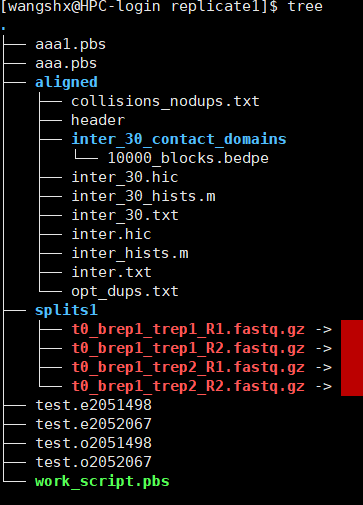 [wangshx@HPC-login replicate1]$ tree
.
├── aaa1.pbs
├── aaa.pbs
├── aligned
│   ├── collisions_nodups.txt
│   ├── header
│   ├── inter_30_contact_domains
│   │   └── 10000_blocks.bedpe
│   ├── inter_30.hic
│   ├── inter_30_hists.m
│   ├── inter_30.txt
│   ├── inter.hic
│   ├── inter_hists.m
│   ├── inter.txt
│   └── opt_dups.txt
├── splits1
│   ├── t0_brep1_trep1_R1.fastq.gz ->
│   ├── t0_brep1_trep1_R2.fastq.gz ->
│   ├── t0_brep1_trep2_R1.fastq.gz ->
│   └── t0_brep1_trep2_R2.fastq.gz ->
├── test.e2051498
├── test.e2052067
├── test.o2051498
├── test.o2052067
└── work_script.pbs